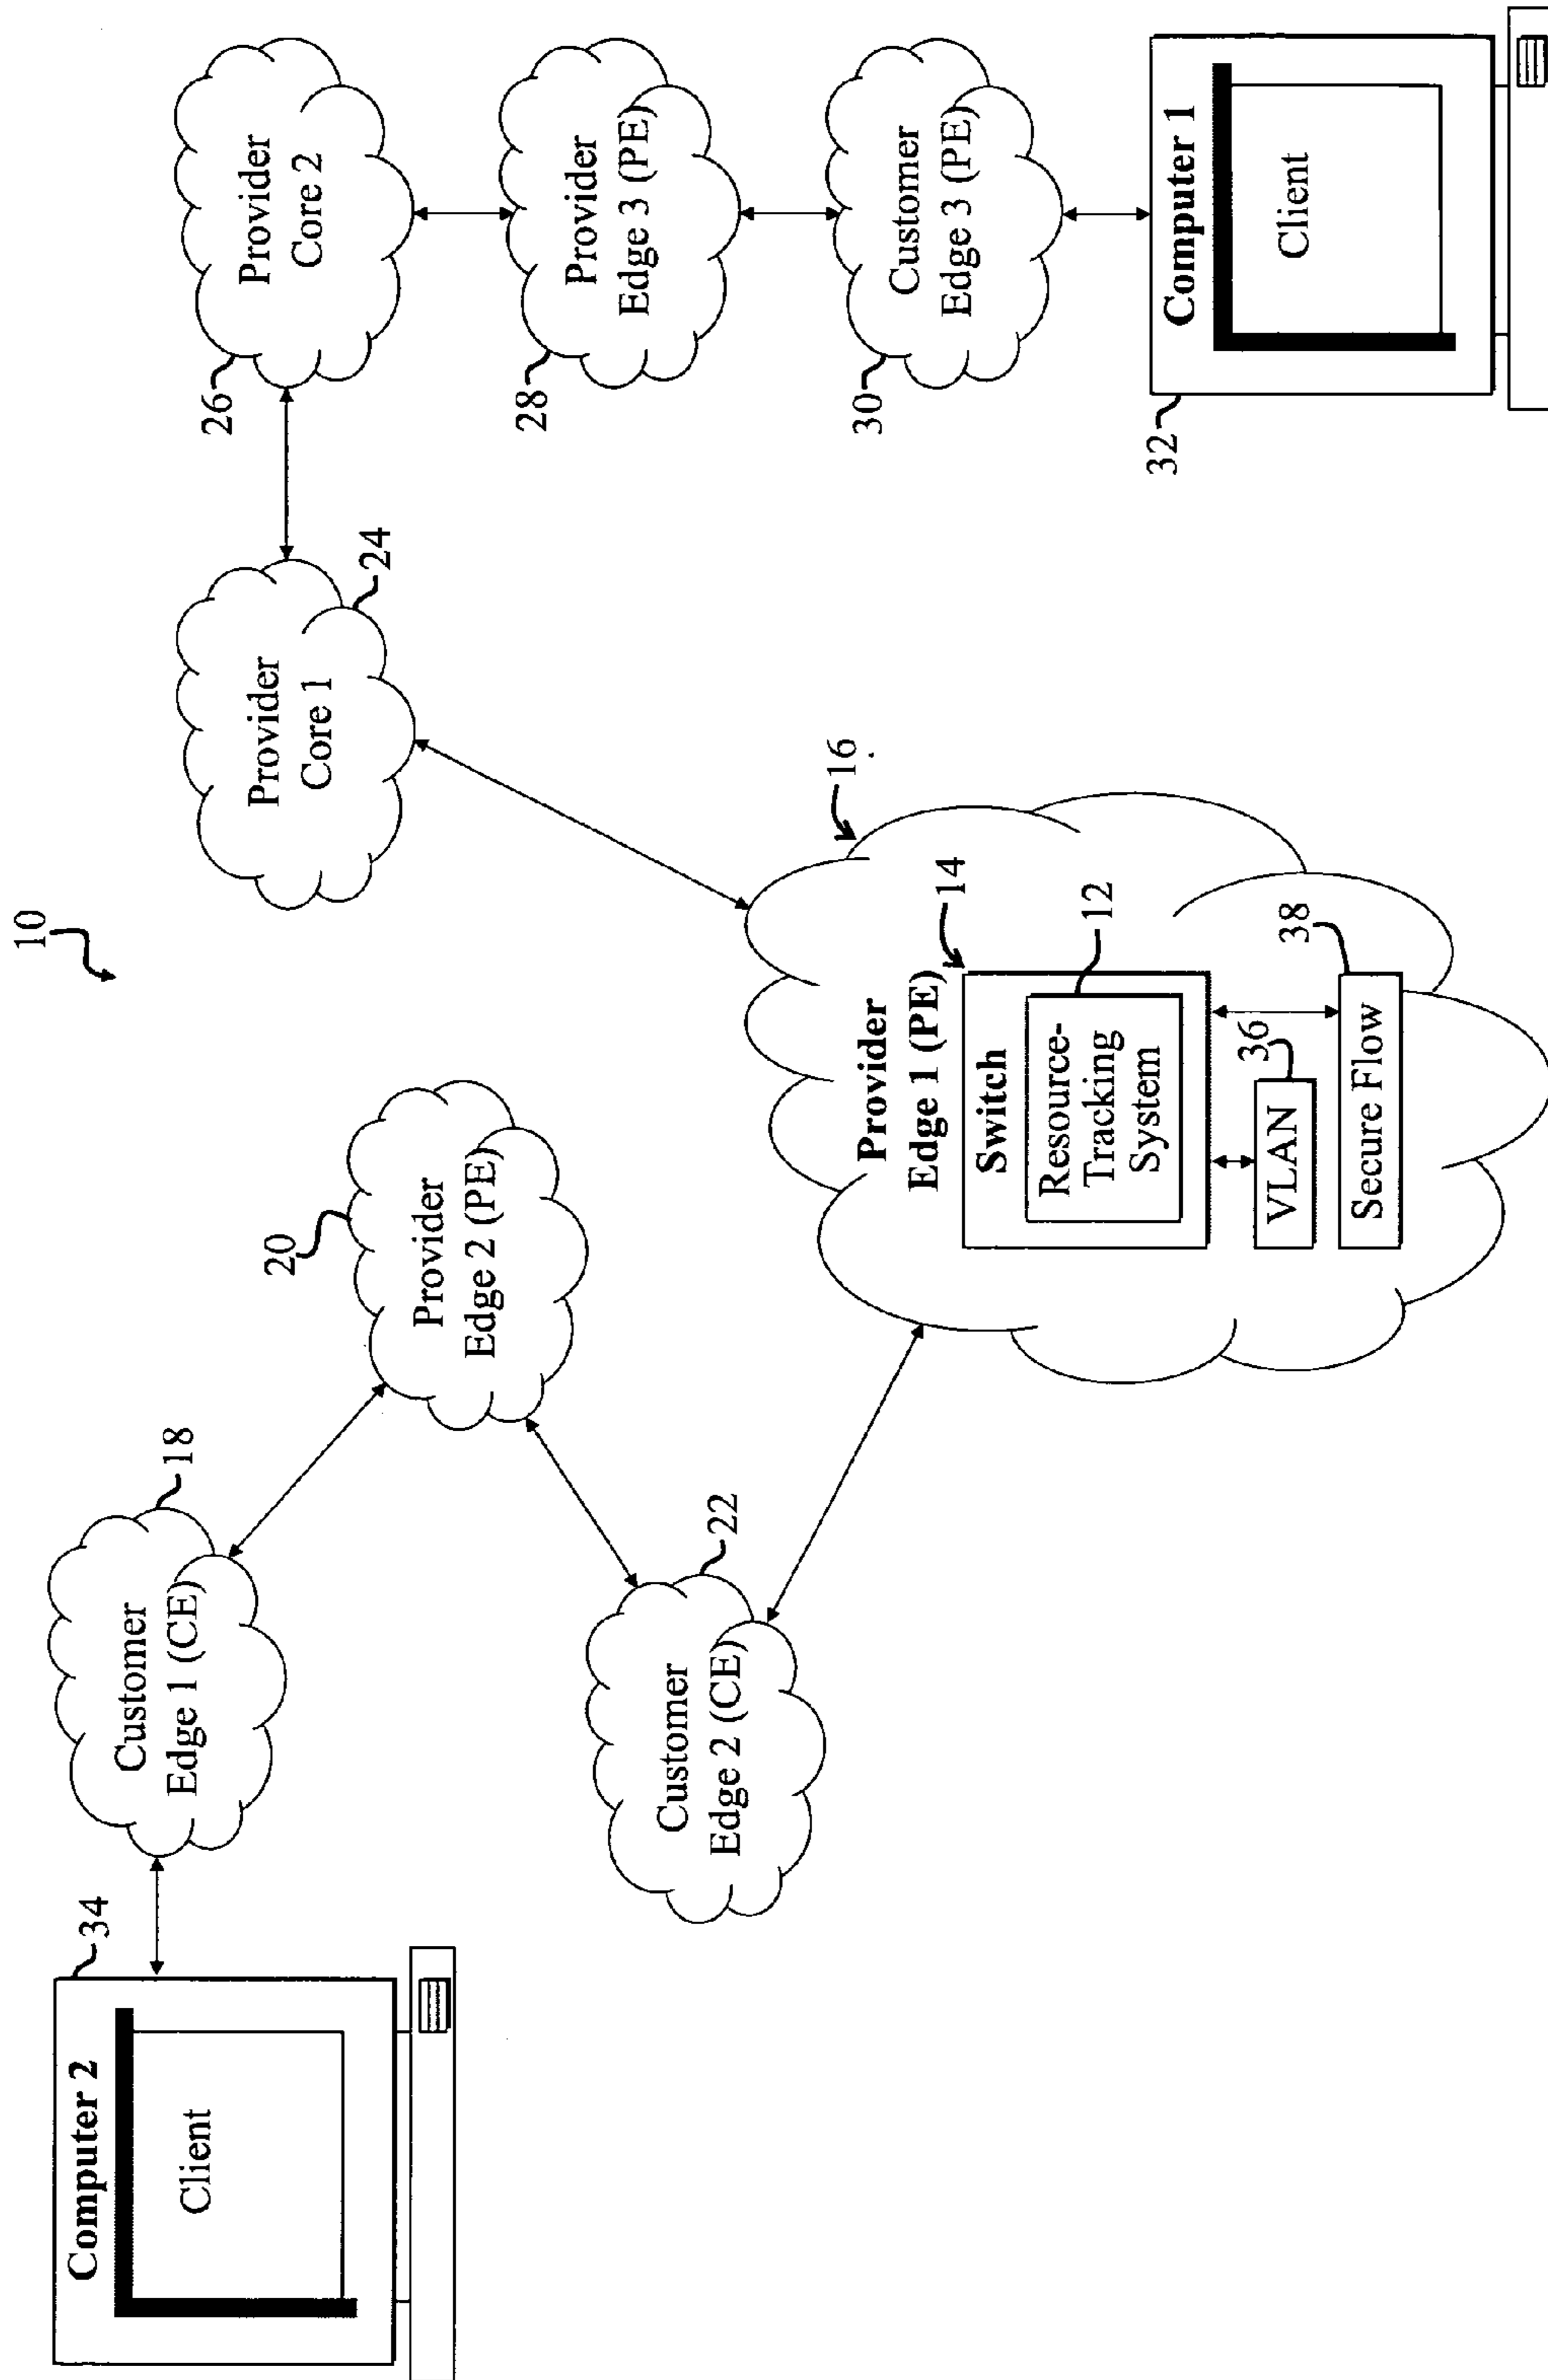 10
Computer 2
Client
34
Customer
Edge 1 (CE)
18
Provider
Edge 2 (PE)
20
Customer
Edge 2 (CE)
22
Provider
Core 1
24
Provider
Core 2
26
Provider
Edge 3 (PE)
28
Customer
Edge 3 (PE)
30
Computer 1
Client
32
Provider
Edge 1 (PE)
16
Switch
14
Resource-
Tracking
System
12
VLAN
36
Secure Flow
38